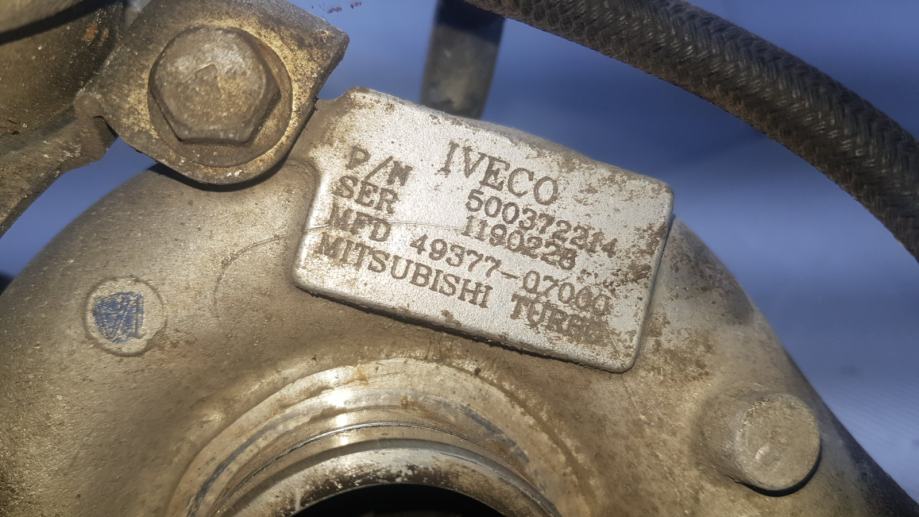 IVECO
P/N 500372214
SER 1190228
MFD 49377-07000
MITSUBISHI TURBO